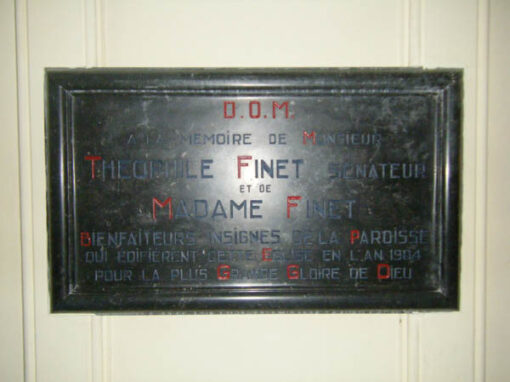 D.O.M
A LA MEMOIRE DE MONSIEUR
THEOPHILE FINET SENATEUR
ET DE
MADAME FINET
BIENFAITEURS INSIGNES DE LA PAROISSE
QUI EDIFIERENT CETTE EGLISE EN L'AN 1904
POUR LA PLUS GRANDE GLOIRE DE DIEU